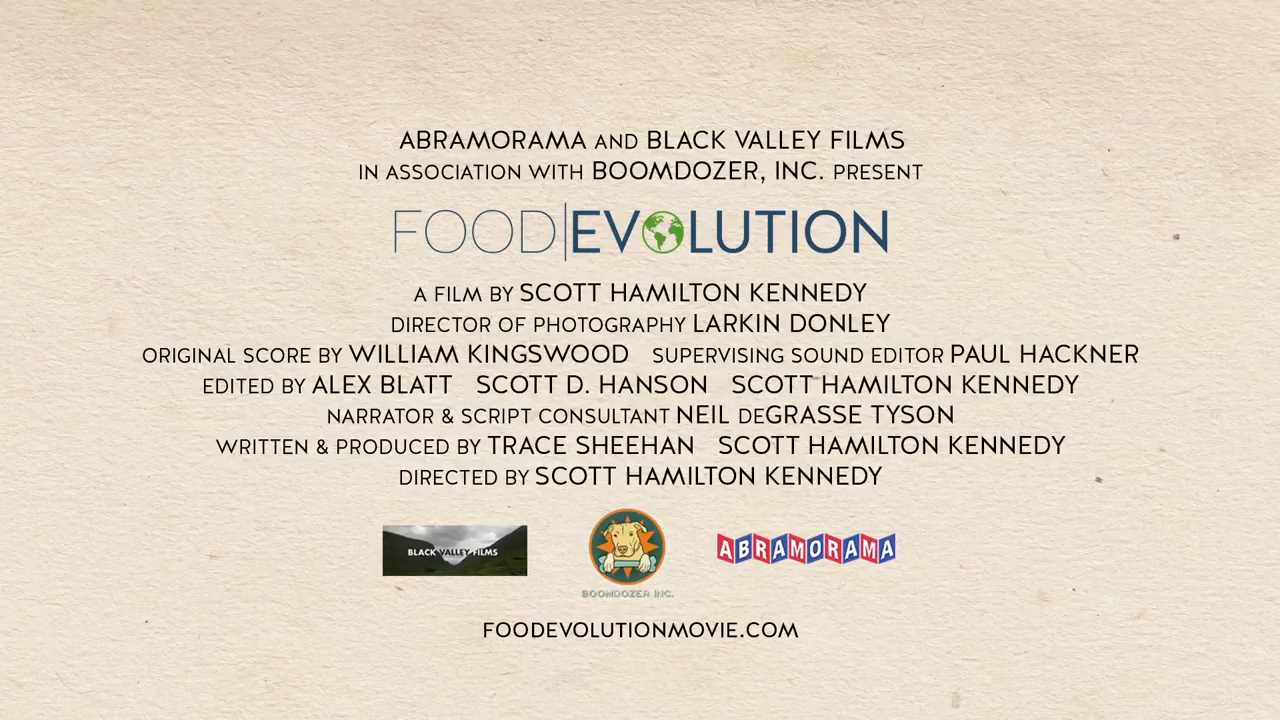 ABRAMORAMA AND BLACK VALLEY FILMS
IN ASSOCIATION WITH BOOMDOZER, INC. PRESENT
FOOD|EVOLUTION
A FILM BY SCOTT HAMILTON KENNEDY
DIRECTOR OF PHOTOGRAPHY LARKIN DONLEY
ORIGINAL SCORE BY WILLIAM KINGSWOOD SUPERVISING SOUND EDITOR PAUL HACKNER
EDITED BY ALEX BLATT SCOTT D. HANSON SCOTT HAMILTON KENNEDY
NARRATOR & SCRIPT CONSULTANT NEIL DEGRASSE TYSON
WRITTEN & PRODUCED BY TRACE SHEEHAN SCOTT HAMILTON KENNEDY
DIRECTED BY SCOTT HAMILTON KENNEDY
BLACK VALLEY FILMS
BOOMDOZER INC.
ABRAMORAMA
FOODEVOLUTIONMOVIE.COM